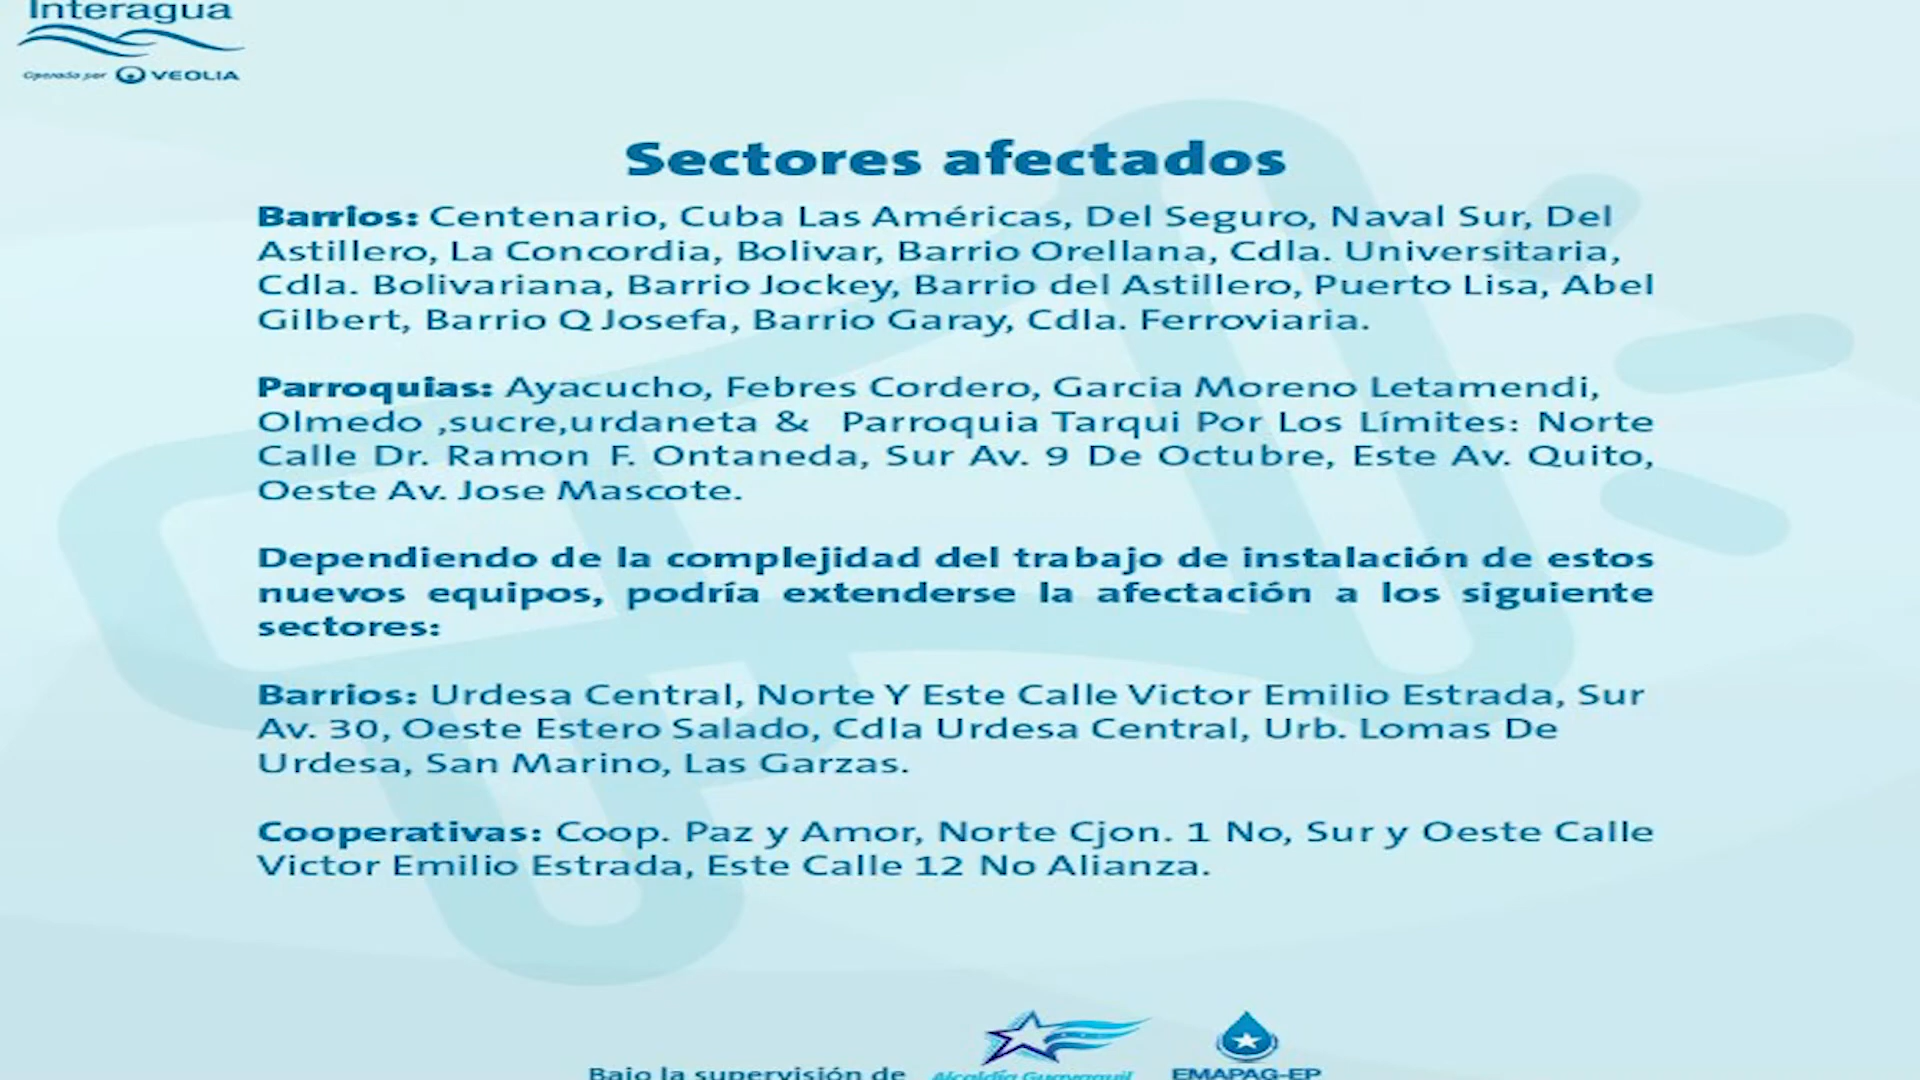 Interagua
Operada por VEOLIA
Sectores afectados
Barrios: Centenario, Cuba Las Américas, Del Seguro, Naval Sur, Del
Astillero, La Concordia, Bolivar, Barrio Orellana, Cdla. Universitaria,
Cdla. Bolivariana, Barrio Jockey, Barrio del Astillero, Puerto Lisa, Abel
Gilbert, Barrio Q Josefa, Barrio Garay, Cdla. Ferroviaria.
Parroquias: Ayacucho, Febres Cordero, Garcia Moreno Letamendi,
Olmedo ,sucre,urdaneta & Parroquia Tarqui Por Los Límites: Norte
Calle Dr. Ramon F. Ontaneda, Sur Av. 9 De Octubre, Este Av. Quito,
Oeste Av. Jose Mascote.
Dependiendo de la complejidad del trabajo de instalación de estos
nuevos equipos, podría extenderse la afectación a los siguiente
sectores:
Barrios: Urdesa Central, Norte Y Este Calle Victor Emilio Estrada, Sur
Av. 30, Oeste Estero Salado, Cdla Urdesa Central, Urb. Lomas De
Urdesa, San Marino, Las Garzas.
Cooperativas: Coop. Paz y Amor, Norte Cjon. 1 No, Sur y Oeste Calle
Victor Emilio Estrada, Este Calle 12 No Alianza.
Bajo la supervisión de Alcaldía Guayaquil EMAPAG-EP